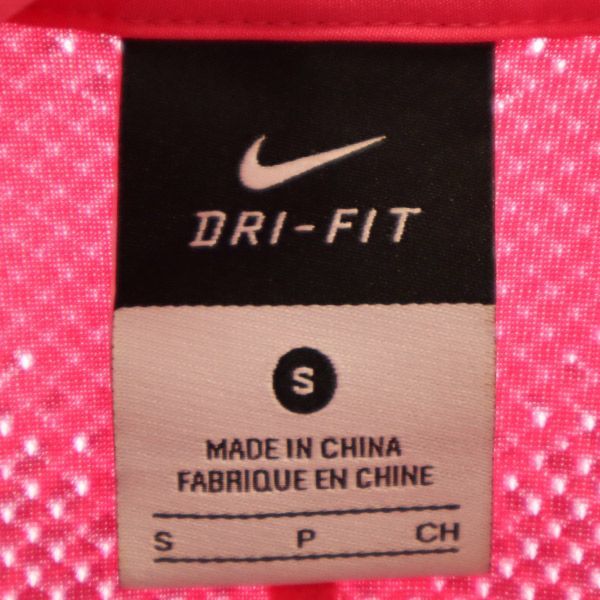 DRI-FIT
S
MADE IN CHINA
FABRIQUE EN CHINE
S P CH